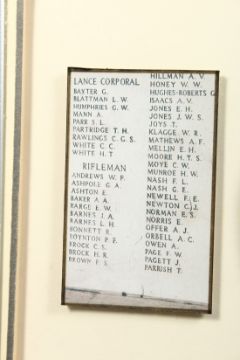 LANCE CORPORAL
BAYTER G.
BLATTMAN L. W.
HUMPHRIES G. W.
MANN A.
PARR S. L.
PARTRIDGE T. H.
RAWLINGS C. G. S.
WHITE C. C.
WHITE H. T
RIFLEMAN
ANDREWS W. P.
ASHPOLE G. A.
ASHTON E.
BAKER A. A.
BARGE E. W.
BARNES J. A.
BARNES L. H.
BONNETT R.
BOYNTON P. F.
BROCK C. S.
BROCK H. R.
BROWN F. S.
HILLMAN A. V.
HONEY W. W.
HUGHES-ROBERTS G
ISAACS A. V.
JONES E. H.
JONES J. W. S.
JOYS T.
KLAGGE W. R.
MATHEWS A. F.
MELLIN E. H.
MOORE H. T. S.
MOYE C. W.
MUNROE H. W.
NASH F. L.
NASH G. E.
NEWELL F. E.
NEWTON C. J.
NORMAN E. S.
NORRIS E.
OFFER A. J.
ORBELL A. C.
OWEN A.
PAGE F. W.
PAGETT J.
PARRISH T.